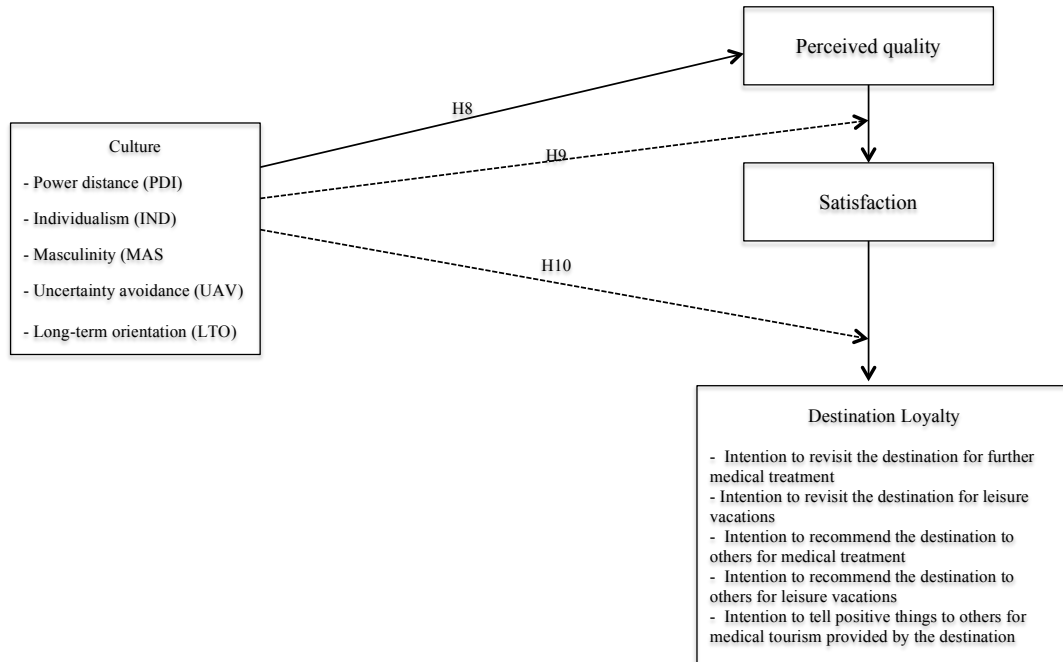 Perceived quality
H8
Culture
- Power distance (PDI)
- Individualism (IND)
- Masculinity (MAS
- Uncertainty avoidance (UAV)
- Long-term orientation (LTO)
H9
Satisfaction
H10
Destination Loyalty
- Intention to revisit the destination for further
medical treatment
- Intention to revisit the destination for leisure
vacations
- Intention to recommend the destination to
others for medical treatment
- Intention to recommend the destination to
others for leisure vacations
- Intention to tell positive things to others for
medical tourism provided by the destination